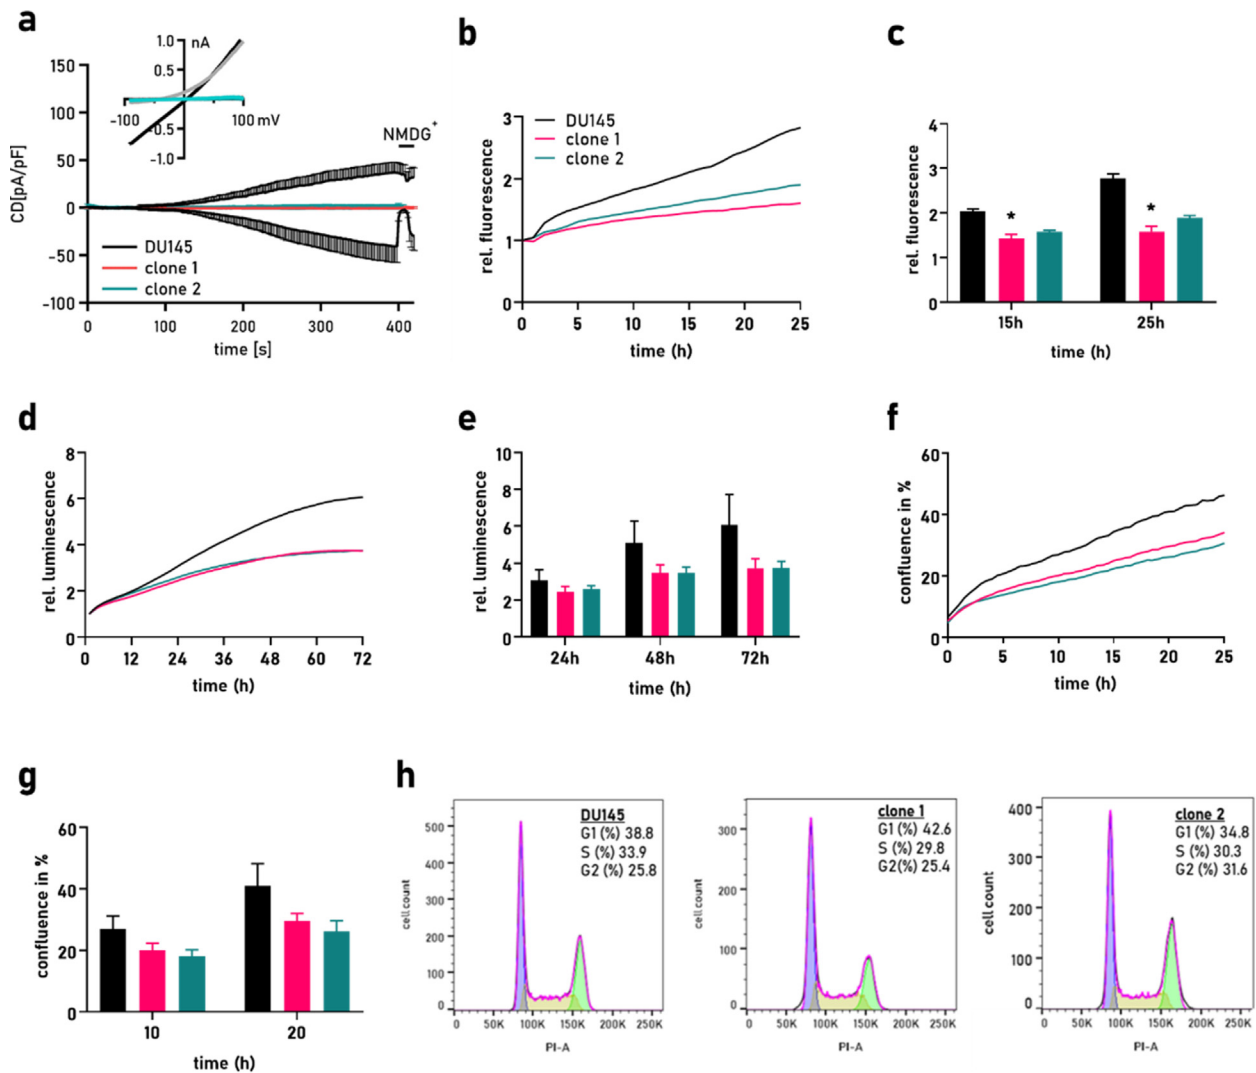 a
nA
1.0
0.5
-100
100 mV
-0.5
-1.0
NMDG+
CD[pA/pF]
150
100
50
0
-50
-100
DU145
clone 1
clone 2
0
100
200
300
400
time [s]
b
rel. fluorescence
3
2
1
0
DU145
clone 1
clone 2
0
5
10
15
20
25
time (h)
c
rel. fluorescence
4
3
2
1
0
*
*
15h
25h
time (h)
d
rel. luminescence
8
6
4
2
0
0
12
24
36
48
60
72
time (h)
e
rel. luminescence
10
8
6
4
2
0
24h
48h
72h
time (h)
f
confluence in %
60
40
20
0
0
5
10
15
20
25
time (h)
g
confluence in %
60
40
20
0
10
20
time (h)
h
cell count
500
400
300
200
100
0
DU145
G1 (%) 38.8
S (%) 33.9
G2 (%) 25.8
0
50K
100K
150K
200K
250K
PI-A
cell count
300
200
100
0
clone 1
G1 (%) 42.6
S (%) 29.8
G2(%) 25.4
0
50K
100K
150K
200K
250K
PI-A
cell count
400
300
200
100
0
clone 2
G1 (%) 34.8
S (%) 30.3
G2 (%) 31.6
0
50K
100K
150K
200K
250K
PI-A